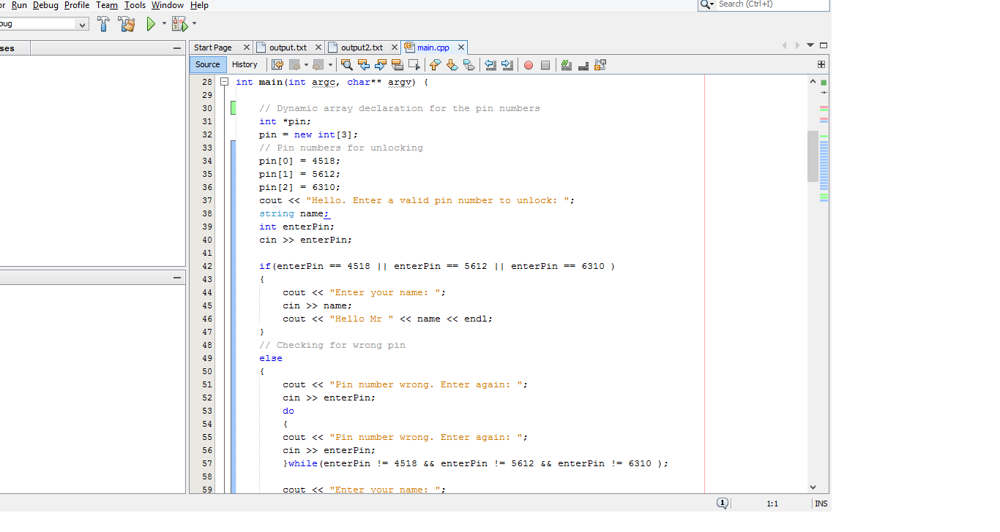 or Run Debug Profile Team Tools Window Help
Search (Ctrl+I)
bug
ses
Start Page output.txt output2.txt main.cpp
Source History
28 int main(int argc, char** argv) {
29
30 // Dynamic array declaration for the pin numbers
31 int *pin;
32 pin = new int[3];
33 // Pin numbers for unlocking
34 pin[0] = 4518;
35 pin[1] = 5612;
36 pin[2] = 6310;
37 cout << "Hello. Enter a valid pin number to unlock: ";
38 string name;
39 int enterPin;
40 cin >> enterPin;
41
42 if(enterPin == 4518 || enterPin == 5612 || enterPin == 6310 )
43 {
44 cout << "Enter your name: ";
45 cin >> name;
46 cout << "Hello Mr " << name << endl;
47 }
48 // Checking for wrong pin
49 else
50 {
51 cout << "Pin number wrong. Enter again: ";
52 cin >> enterPin;
53 do
54 {
55 cout << "Pin number wrong. Enter again: ";
56 cin >> enterPin;
57 }while(enterPin != 4518 && enterPin != 5612 && enterPin != 6310 );
58
59 cout << "Enter your name: ";
1 1:1 INS